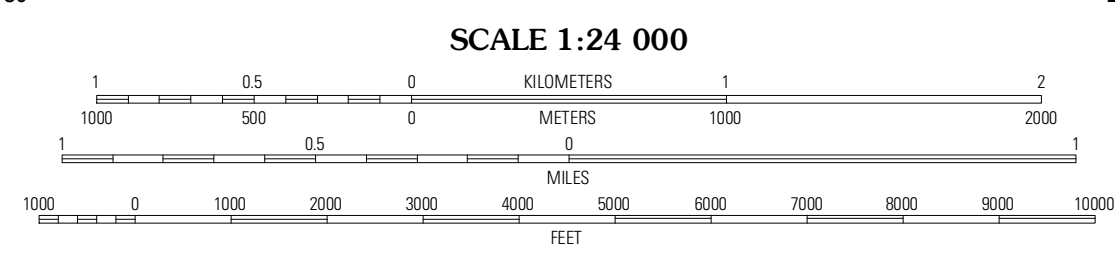 SCALE 1:24 000
1 0.5 0 KILOMETERS 1 2
1000 500 0 METERS 1000 2000
1 0.5 0 1
MILES
1000 0 1000 2000 3000 4000 5000 6000 7000 8000 9000 10000
FEET